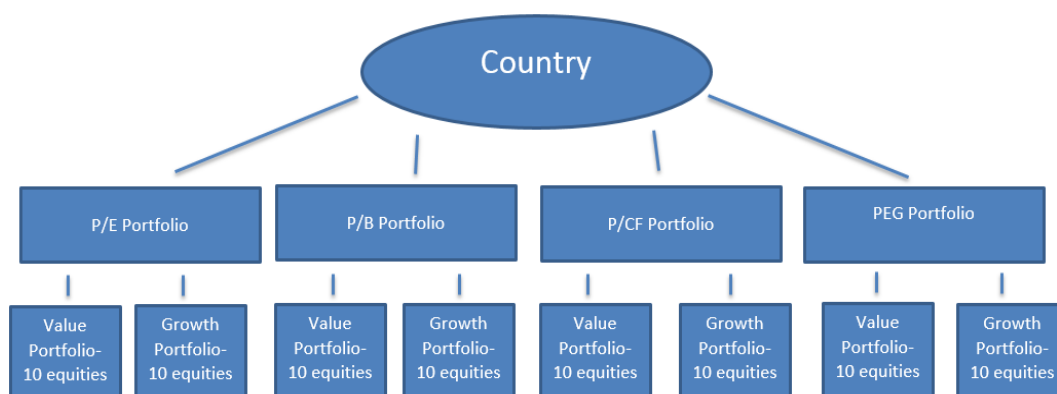 Country
P/E Portfolio
P/B Portfolio
P/CF Portfolio
PEG Portfolio
Value
Portfolio-
10 equities
Growth
Portfolio-
10 equities
Value
Portfolio-
10 equities
Growth
Portfolio-
10 equities
Value
Portfolio-
10 equities
Growth
Portfolio-
10 equities
Value
Portfolio-
10 equities
Growth
Portfolio-
10 equities